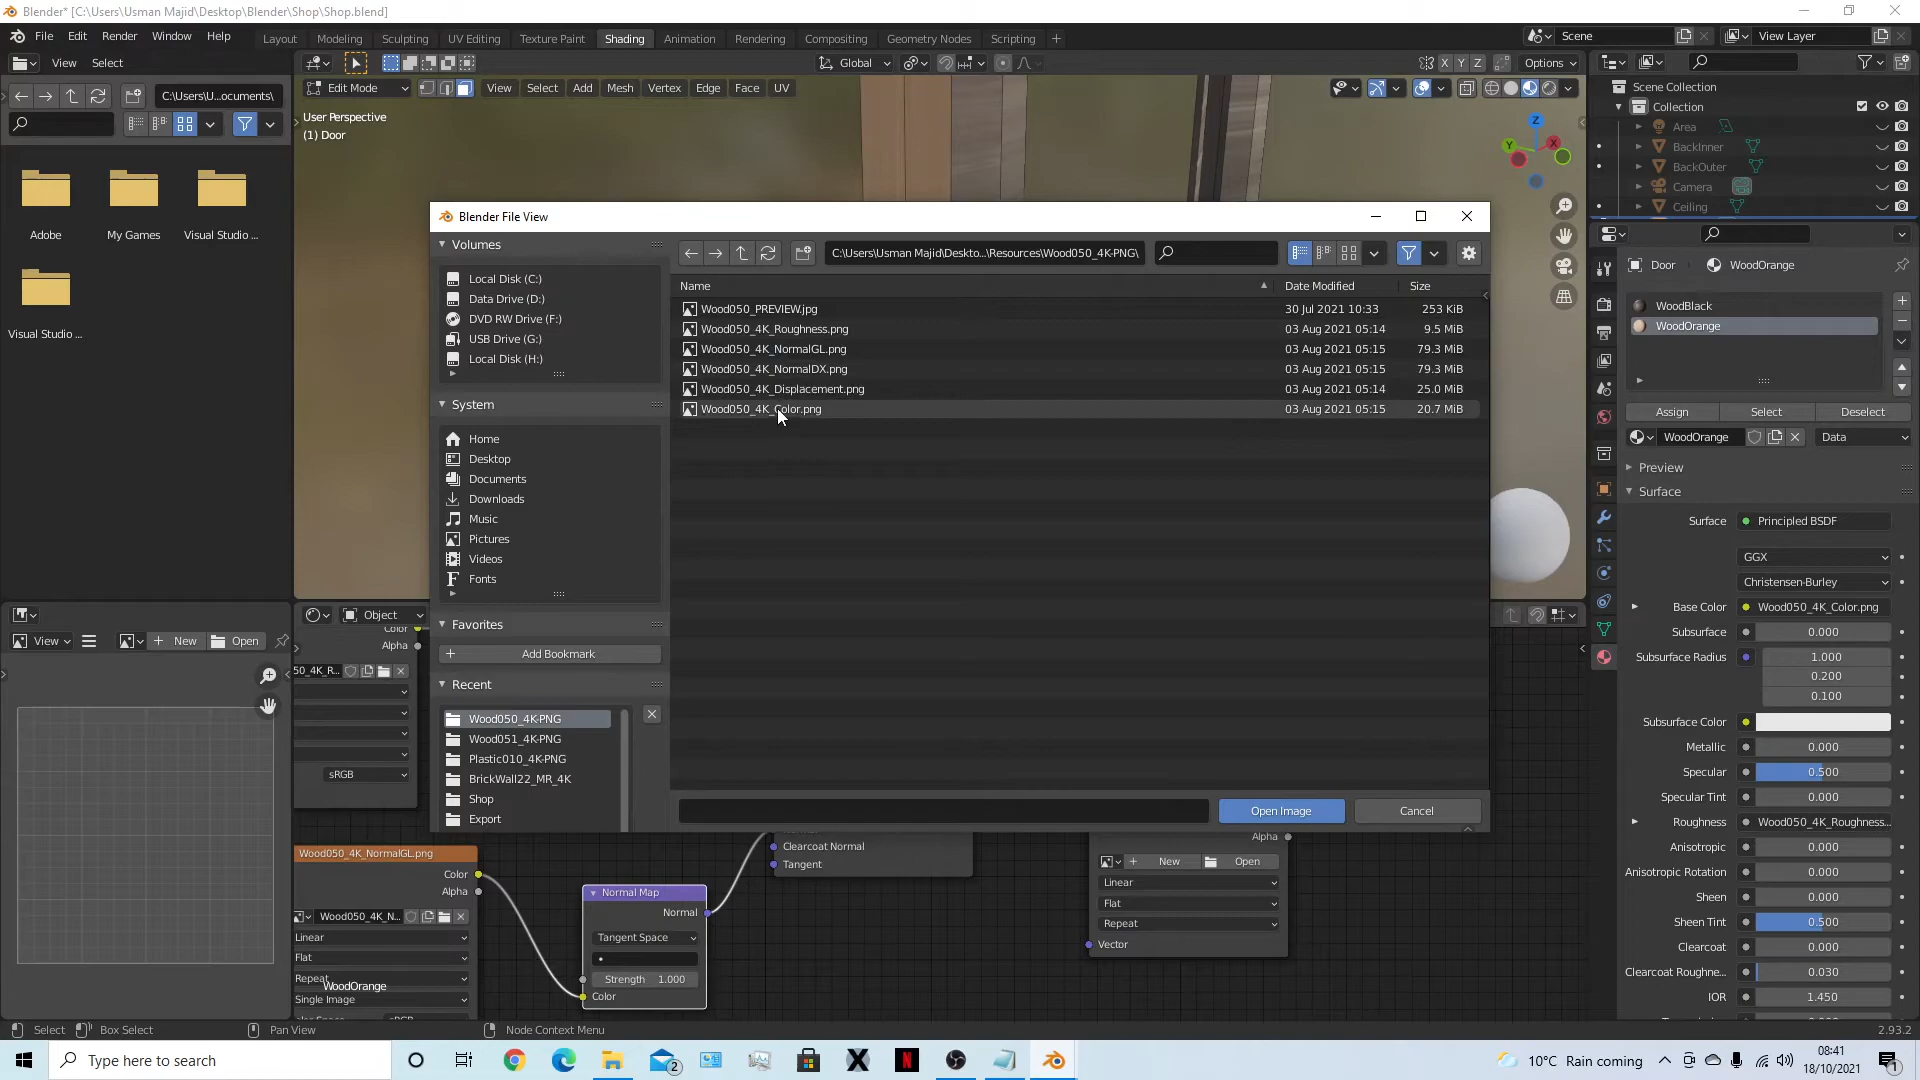 Blender* [C:\Users\Usman Majid\Desktop\Blender\Shop\Shop.blend]
File Edit Render Window Help
Layout Modeling Sculpting UV Editing Texture Paint Shading Animation Rendering Compositing Geometry Nodes Scripting +
Scene
View Layer
View Select
Global
X Y Z Options
C:\Users\U...ocuments\
Edit Mode
View Select Add Mesh Vertex Edge Face UV
User Perspective
(1) Door
Z
Y
X
Adobe
My Games
Visual Studio ...
Visual Studio ...
Scene Collection
Collection
Area
BackInner
BackOuter
Camera
Ceiling
Blender File View
Volumes
Local Disk (C:)
Data Drive (D:)
DVD RW Drive (F:)
USB Drive (G:)
Local Disk (H:)
System
Home
Desktop
Documents
Downloads
Music
Pictures
Videos
Fonts
Favorites
Add Bookmark
Recent
Wood050_4K-PNG
Wood051_4K-PNG
Plastic010_4K-PNG
BrickWall22_MR_4K
Shop
Export
C:\Users\Usman Majid\Deskto...\Resources\Wood050_4K-PNG\
Name Date Modified Size
Wood050_PREVIEW.jpg 30 Jul 2021 10:33 253 KiB
Wood050_4K_Roughness.png 03 Aug 2021 05:14 9.5 MiB
Wood050_4K_NormalGL.png 03 Aug 2021 05:15 79.3 MiB
Wood050_4K_NormalDX.png 03 Aug 2021 05:15 79.3 MiB
Wood050_4K_Displacement.png 03 Aug 2021 05:14 25.0 MiB
Wood050_4K_Color.png 03 Aug 2021 05:15 20.7 MiB
Open Image
Cancel
Door WoodOrange
WoodBlack
WoodOrange
Assign Select Deselect
WoodOrange Data
Preview
Surface
Surface Principled BSDF
GGX
Christensen-Burley
Base Color Wood050_4K_Color.png
Subsurface 0.000
Subsurface Radius 1.000
0.200
0.100
Subsurface Color
Metallic 0.000
Specular 0.500
Specular Tint 0.000
Roughness Wood050_4K_Roughness...
Anisotropic 0.000
Anisotropic Rotation 0.000
Sheen 0.000
Sheen Tint 0.500
Clearcoat 0.000
Clearcoat Roughne... 0.030
IOR 1.450
View
New Open
Object
Color
Alpha
50_4K_R...
sRGB
Wood050_4K_NormalGL.png
Color
Alpha
Wood050_4K_N...
Linear
Flat
Repeat
WoodOrange
Single Image
Normal Map
Normal
Tangent Space
Strength 1.000
Color
Clearcoat Normal
Tangent
Alpha
New Open
Linear
Flat
Repeat
Vector
Select Box Select Pan View Node Context Menu 2.93.2
Type here to search
2
10°C Rain coming
08:41
18/10/2021
1